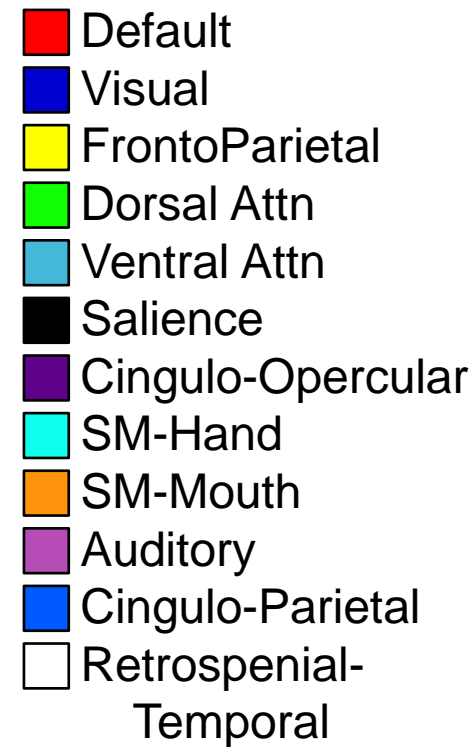 Default
Visual
FrontoParietal
Dorsal Attn
Ventral Attn
Salience
Cingulo-Opercular
SM-Hand
SM-Mouth
Auditory
Cingulo-Parietal
Retrospenial-
Temporal